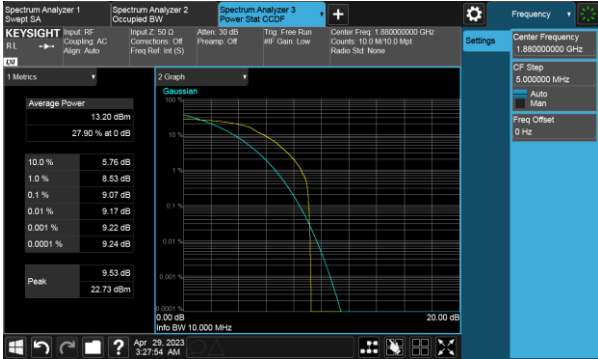 Spectrum Analyzer 1
Swept SA
Spectrum Analyzer 2
Occupied BW
Spectrum Analyzer 3
Power Stat CCDF
Frequency
KEYSIGHT
RL
LXI
Input: RF
Coupling: AC
Align: Auto
Input Z: 50 Ω
Corrections: Off
Freq Ref: Int (S)
Atten: 30 dB
Preamp: Off
Trig: Free Run
#IF Gain: Low
Center Freq: 1.880000000 GHz
Counts: 10.0 M/10.0 Mpt
Radio Std: None
Settings
Center Frequency
1.880000000 GHz
CF Step
5.000000 MHz
Auto
Man
Freq Offset
0 Hz
1 Metrics
Average Power
13.20 dBm
27.90 % at 0 dB
10.0 % 5.76 dB
1.0 % 8.53 dB
0.1 % 9.07 dB
0.01 % 9.17 dB
0.001 % 9.22 dB
0.0001 % 9.24 dB
Peak
9.53 dB
22.73 dBm
2 Graph
Gaussian
100 %
10 %
1 %
0.1 %
0.01 %
0.001 %
0.0001 %
0.00 dB
20.00 dB
Info BW 10.000 MHz
?
Apr 29, 2023
3:27:54 AM